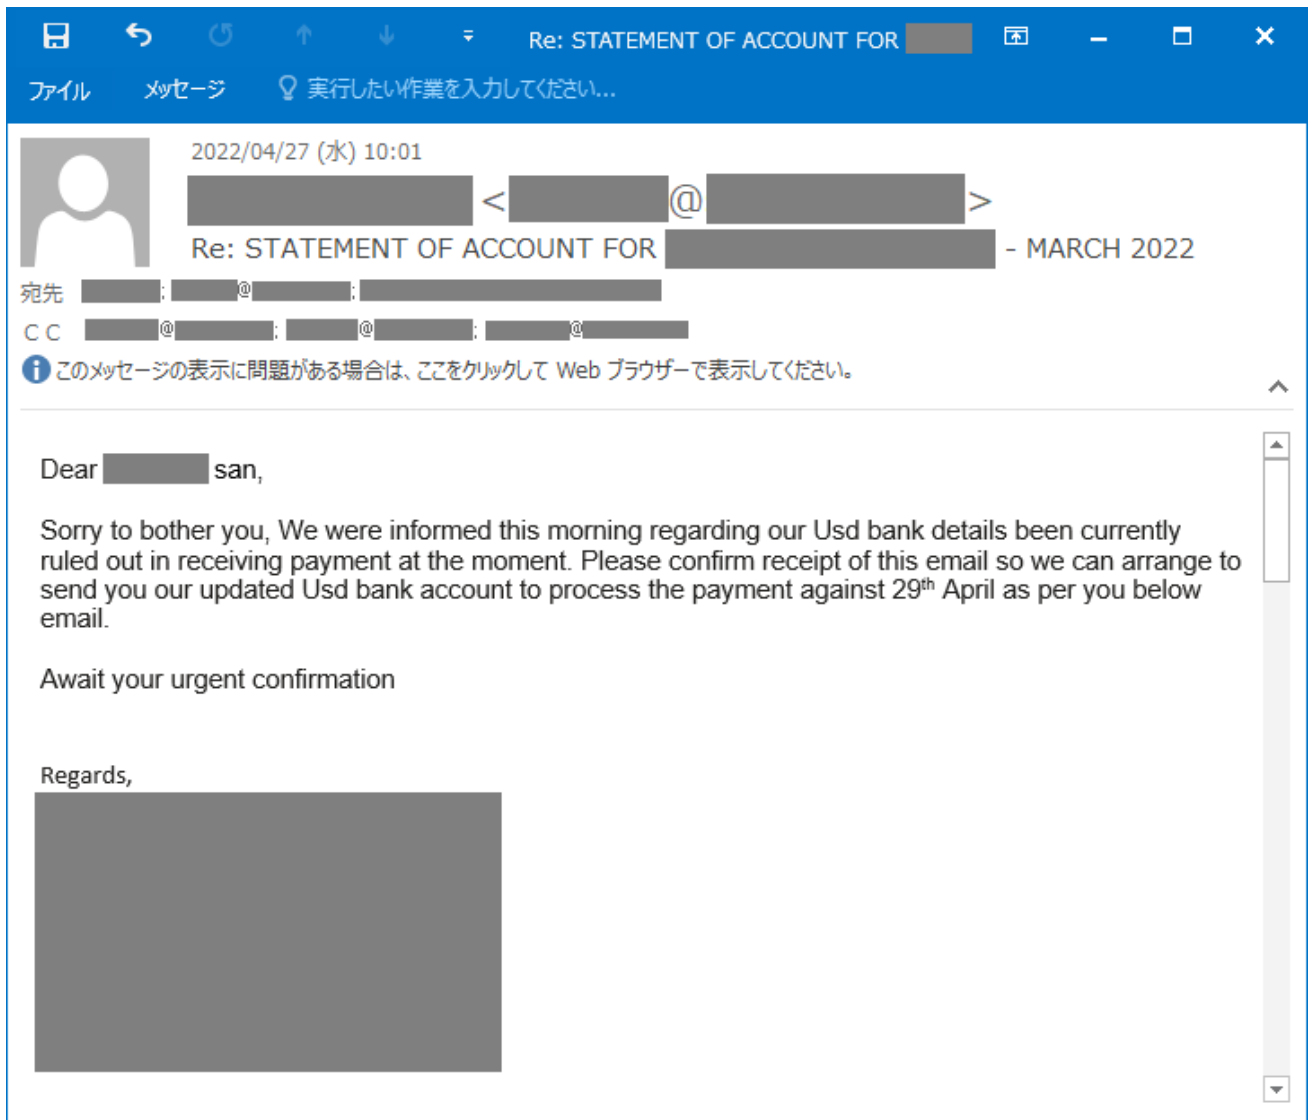 Re: STATEMENT OF ACCOUNT FOR
ファイル メッセージ 実行したい作業を入力してください...
2022/04/27 (水) 10:01
< @ >
Re: STATEMENT OF ACCOUNT FOR - MARCH 2022
宛先 ; @ ;
CC @ ; @ ; @
このメッセージの表示に問題がある場合は、ここをクリックして Web ブラウザーで表示してください。
Dear san,
Sorry to bother you, We were informed this morning regarding our Usd bank details been currently
ruled out in receiving payment at the moment. Please confirm receipt of this email so we can arrange to
send you our updated Usd bank account to process the payment against 29th April as per you below
email.
Await your urgent confirmation
Regards,